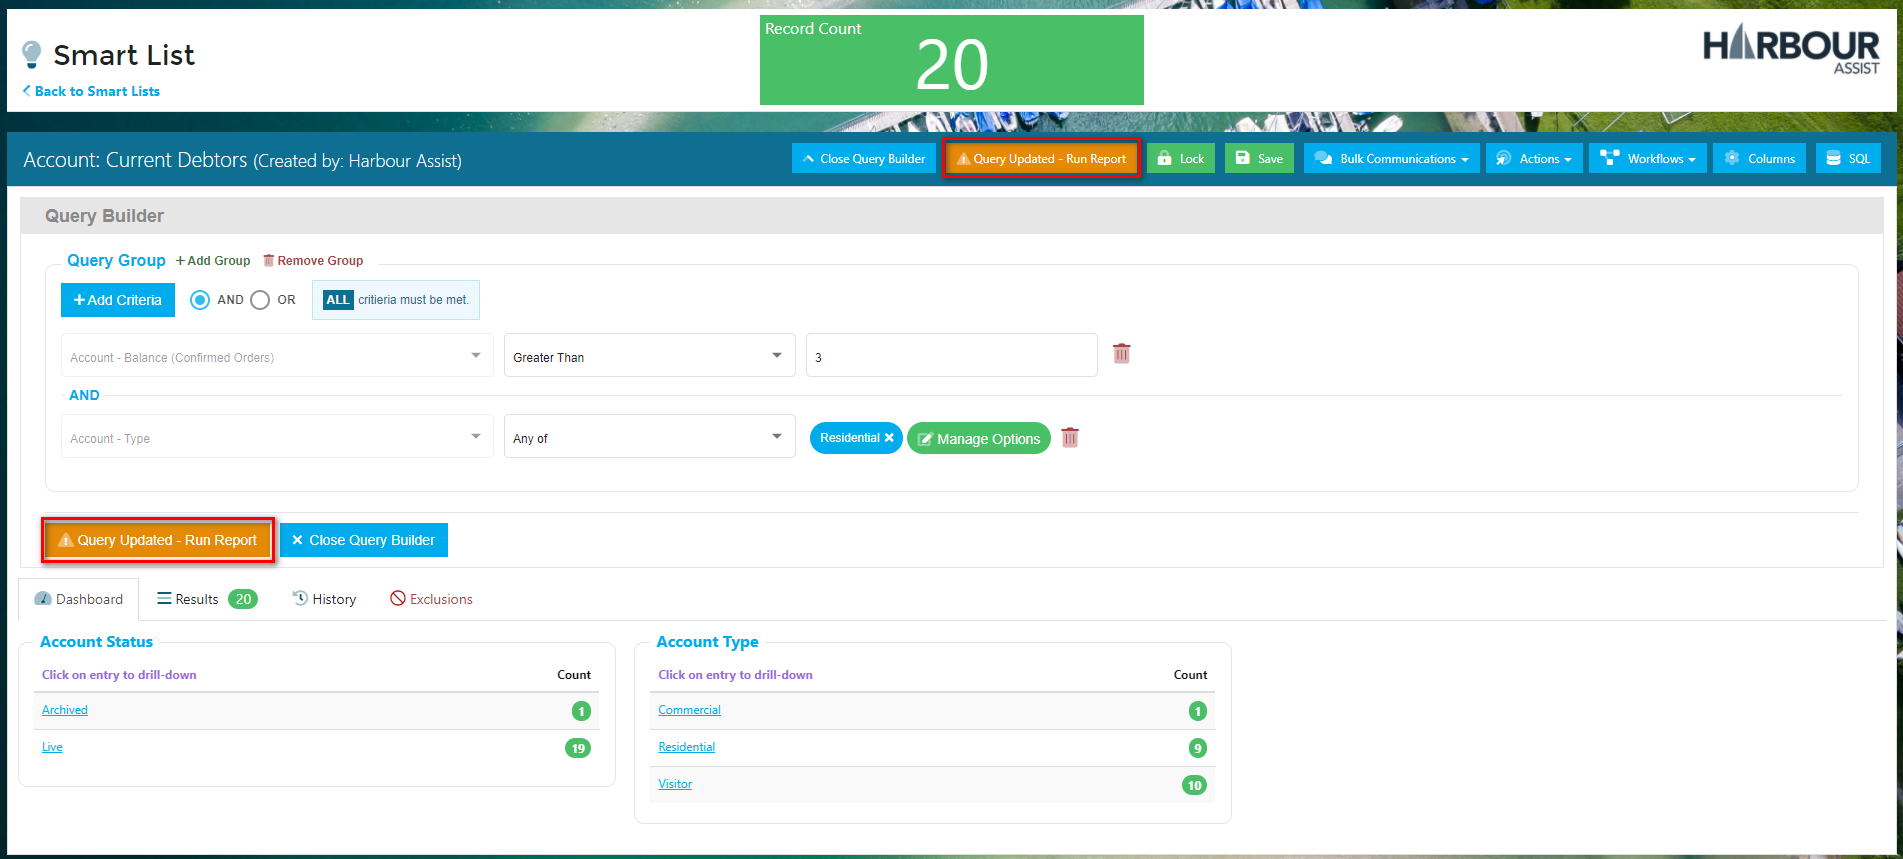 Smart List
Back to Smart Lists
Record Count
20
HARBOUR
ASSIST
Account: Current Debtors (Created by: Harbour Assist)
Close Query Builder
Query Updated - Run Report
Lock
Save
Bulk Communications
Actions
Workflows
Columns
SQL
Query Builder
Query Group
+Add Group
Remove Group
+Add Criteria
AND
OR
ALL critieria must be met.
Account - Balance (Confirmed Orders)
Greater Than
3
AND
Account - Type
Any of
Residential ×
Manage Options
Query Updated - Run Report
× Close Query Builder
Dashboard
Results 20
History
Exclusions
Account Status
Click on entry to drill-down Count
Archived 1
Live 19
Account Type
Click on entry to drill-down Count
Commercial 1
Residential 9
Visitor 10